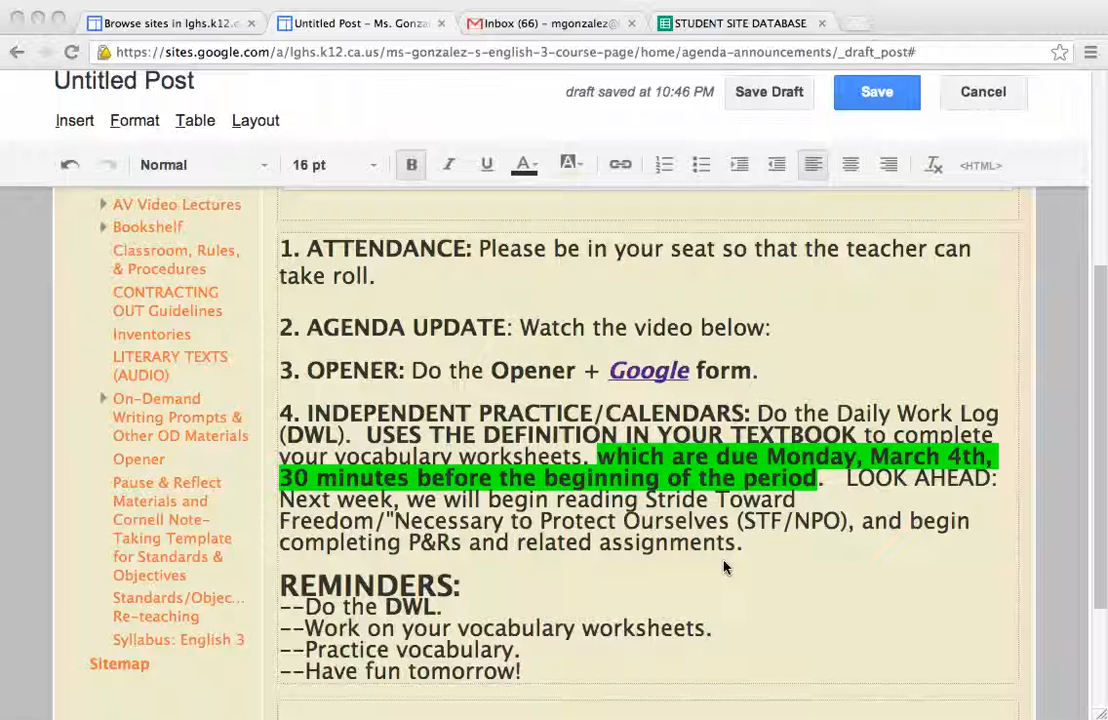 Browse sites in lghs.k12.c
Untitled Post – Ms. Gonza
Inbox (66) – mgonzalez@
STUDENT SITE DATABASE
https://sites.google.com/a/lghs.k12.ca.us/ms-gonzalez-s-english-3-course-page/home/agenda-announcements/_draft_post#
Untitled Post
draft saved at 10:46 PM
Save Draft
Save
Cancel
Insert Format Table Layout
Normal 16 pt B I U A A <HTML>
AV Video Lectures
Bookshelf
Classroom, Rules,
& Procedures
CONTRACTING
OUT Guidelines
Inventories
LITERARY TEXTS
(AUDIO)
On-Demand
Writing Prompts &
Other OD Materials
Opener
Pause & Reflect
Materials and
Cornell Note-
Taking Template
for Standards &
Objectives
Standards/Objec...
Re-teaching
Syllabus: English 3
Sitemap
1. ATTENDANCE: Please be in your seat so that the teacher can
take roll.
2. AGENDA UPDATE: Watch the video below:
3. OPENER: Do the Opener + Google form.
4. INDEPENDENT PRACTICE/CALENDARS: Do the Daily Work Log
(DWL). USES THE DEFINITION IN YOUR TEXTBOOK to complete
your vocabulary worksheets, which are due Monday, March 4th,
30 minutes before the beginning of the period. LOOK AHEAD:
Next week, we will begin reading Stride Toward
Freedom/"Necessary to Protect Ourselves (STF/NPO), and begin
completing P&Rs and related assignments.
REMINDERS:
--Do the DWL.
--Work on your vocabulary worksheets.
--Practice vocabulary.
--Have fun tomorrow!